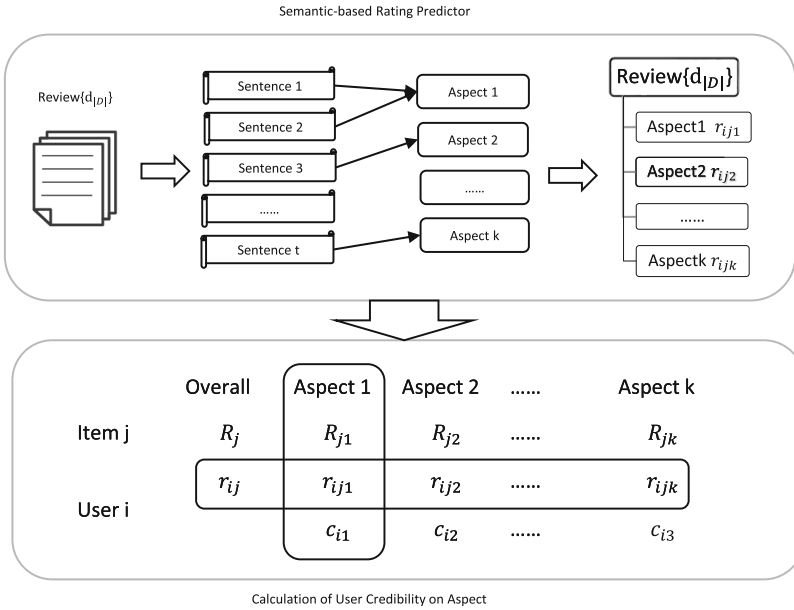 Semantic-based Rating Predictor
Review{d|D|}
Sentence 1
Sentence 2
Sentence 3
......
Sentence t
Aspect 1
Aspect 2
......
Aspect k
Review{d|D|}
Aspect1 rij1
Aspect2 rij2
......
Aspectk rijk
Overall Aspect 1 Aspect 2 ...... Aspect k
Item j Rj Rj1 Rj2 ...... Rjk
rij rij1 rij2 ...... rijk
User i
ci1 ci2 ...... ci3
Calculation of User Credibility on Aspect